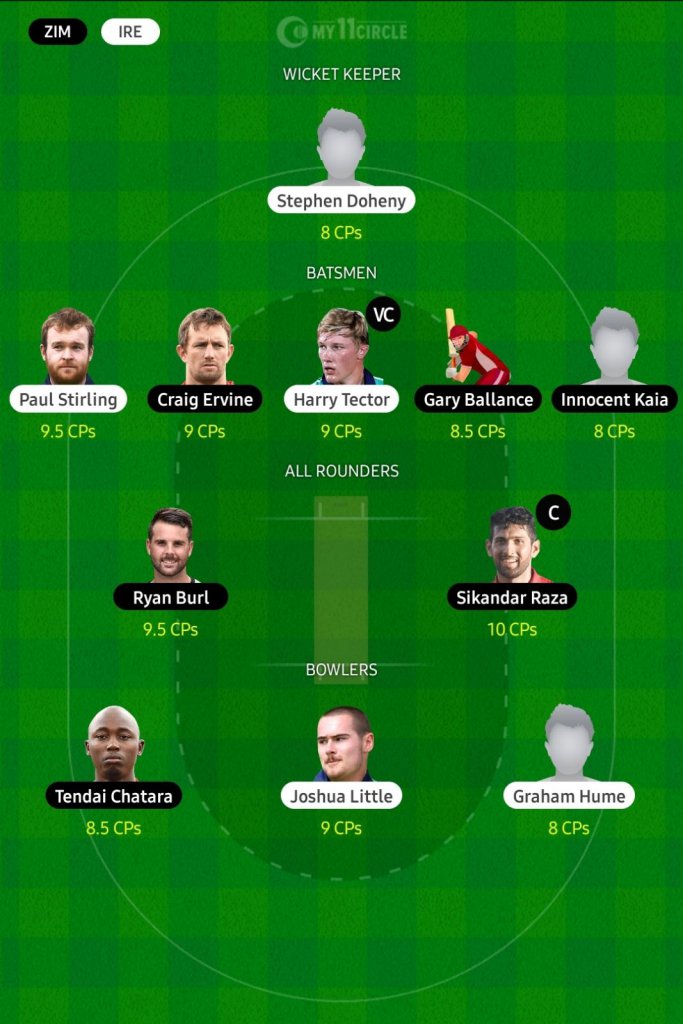 ZIM IRE MY11CIRCLE
WICKET KEEPER
Stephen Doheny
8 CPs
BATSMEN
VC
Paul Stirling Craig Ervine Harry Tector Gary Ballance Innocent Kaia
9.5 CPs 9 CPs 9 CPs 8.5 CPs 8 CPs
ALL ROUNDERS
C
Ryan Burl Sikandar Raza
9.5 CPs 10 CPs
BOWLERS
Tendai Chatara Joshua Little Graham Hume
8.5 CPs 9 CPs 8 CPs